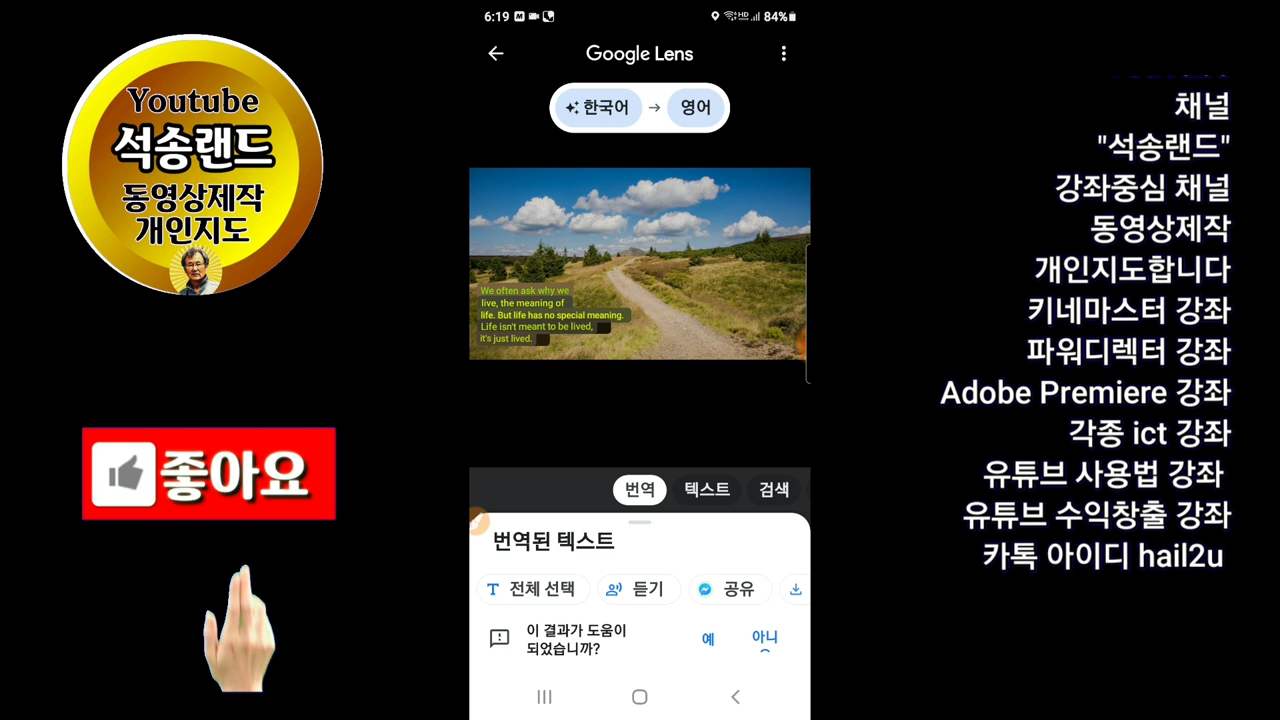 Youtube
석송랜드
동영상제작
개인지도
좋아요
6:19
HD
84%
Google Lens
한국어 → 영어
We often ask why we
live, the meaning of
life. But life has no special meaning.
Life isn't meant to be lived,
it's just lived.
번역 텍스트 검색
번역된 텍스트
전체 선택 듣기 공유
이 결과가 도움이
되었습니까?
예 아니
채널
"석송랜드"
강좌중심 채널
동영상제작
개인지도합니다
키네마스터 강좌
파워디렉터 강좌
Adobe Premiere 강좌
각종 ict 강좌
유튜브 사용법 강좌
유튜브 수익창출 강좌
카톡 아이디 hail2u